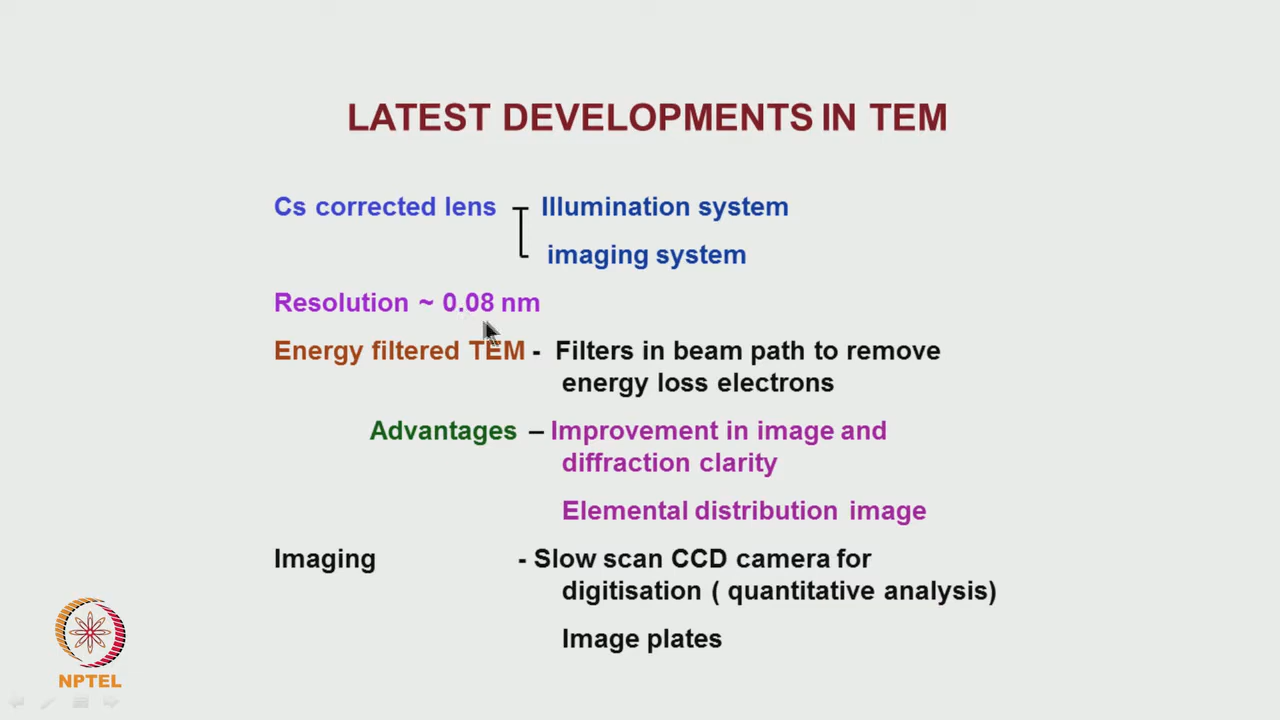 LATEST DEVELOPMENTS IN TEM
Cs corrected lens Illumination system
imaging system
Resolution ~ 0.08 nm
Energy filtered TEM - Filters in beam path to remove
energy loss electrons
Advantages – Improvement in image and
diffraction clarity
Elemental distribution image
Imaging - Slow scan CCD camera for
digitisation ( quantitative analysis)
Image plates
NPTEL